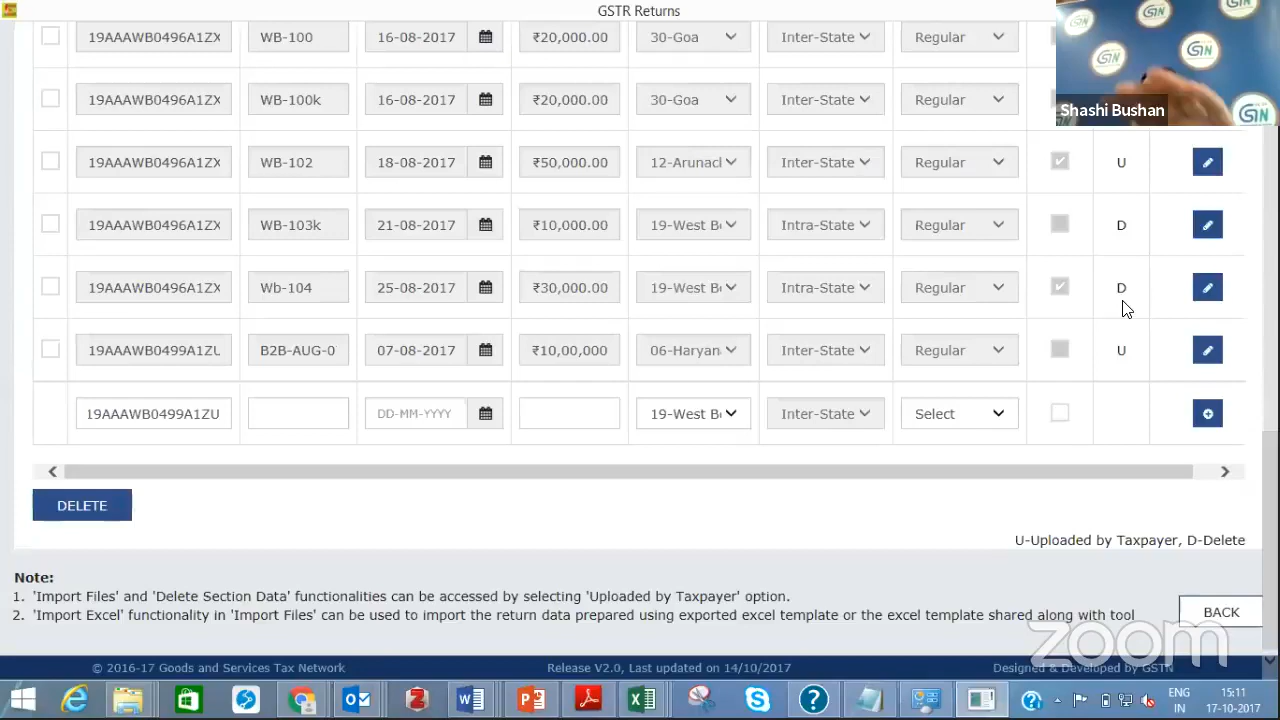 GSTR Returns
19AAAWB0496A1ZX WB-100 16-08-2017 ₹20,000.00 30-Goa Inter-State Regular
19AAAWB0496A1ZX WB-100k 16-08-2017 ₹20,000.00 30-Goa Inter-State Regular
Shashi Bushan
19AAAWB0496A1ZX WB-102 18-08-2017 ₹50,000.00 12-Arunacl Inter-State Regular U
19AAAWB0496A1ZX WB-103k 21-08-2017 ₹10,000.00 19-West Be Intra-State Regular D
19AAAWB0496A1ZX Wb-104 25-08-2017 ₹30,000.00 19-West Be Intra-State Regular D
19AAAWB0499A1ZU B2B-AUG-0 07-08-2017 ₹10,00,000 06-Haryan Inter-State Regular U
19AAAWB0499A1ZU DD-MM-YYYY 19-West Be Inter-State Select
DELETE
U-Uploaded by Taxpayer, D-Delete
Note:
1. 'Import Files' and 'Delete Section Data' functionalities can be accessed by selecting 'Uploaded by Taxpayer' option.
2. 'Import Excel' functionality in 'Import Files' can be used to import the return data prepared using exported excel template or the excel template shared along with tool
BACK
zoom
© 2016-17 Goods and Services Tax Network Release V2.0, Last updated on 14/10/2017 Designed & Developed by GSTN
ENG 15:11
IN 17-10-2017